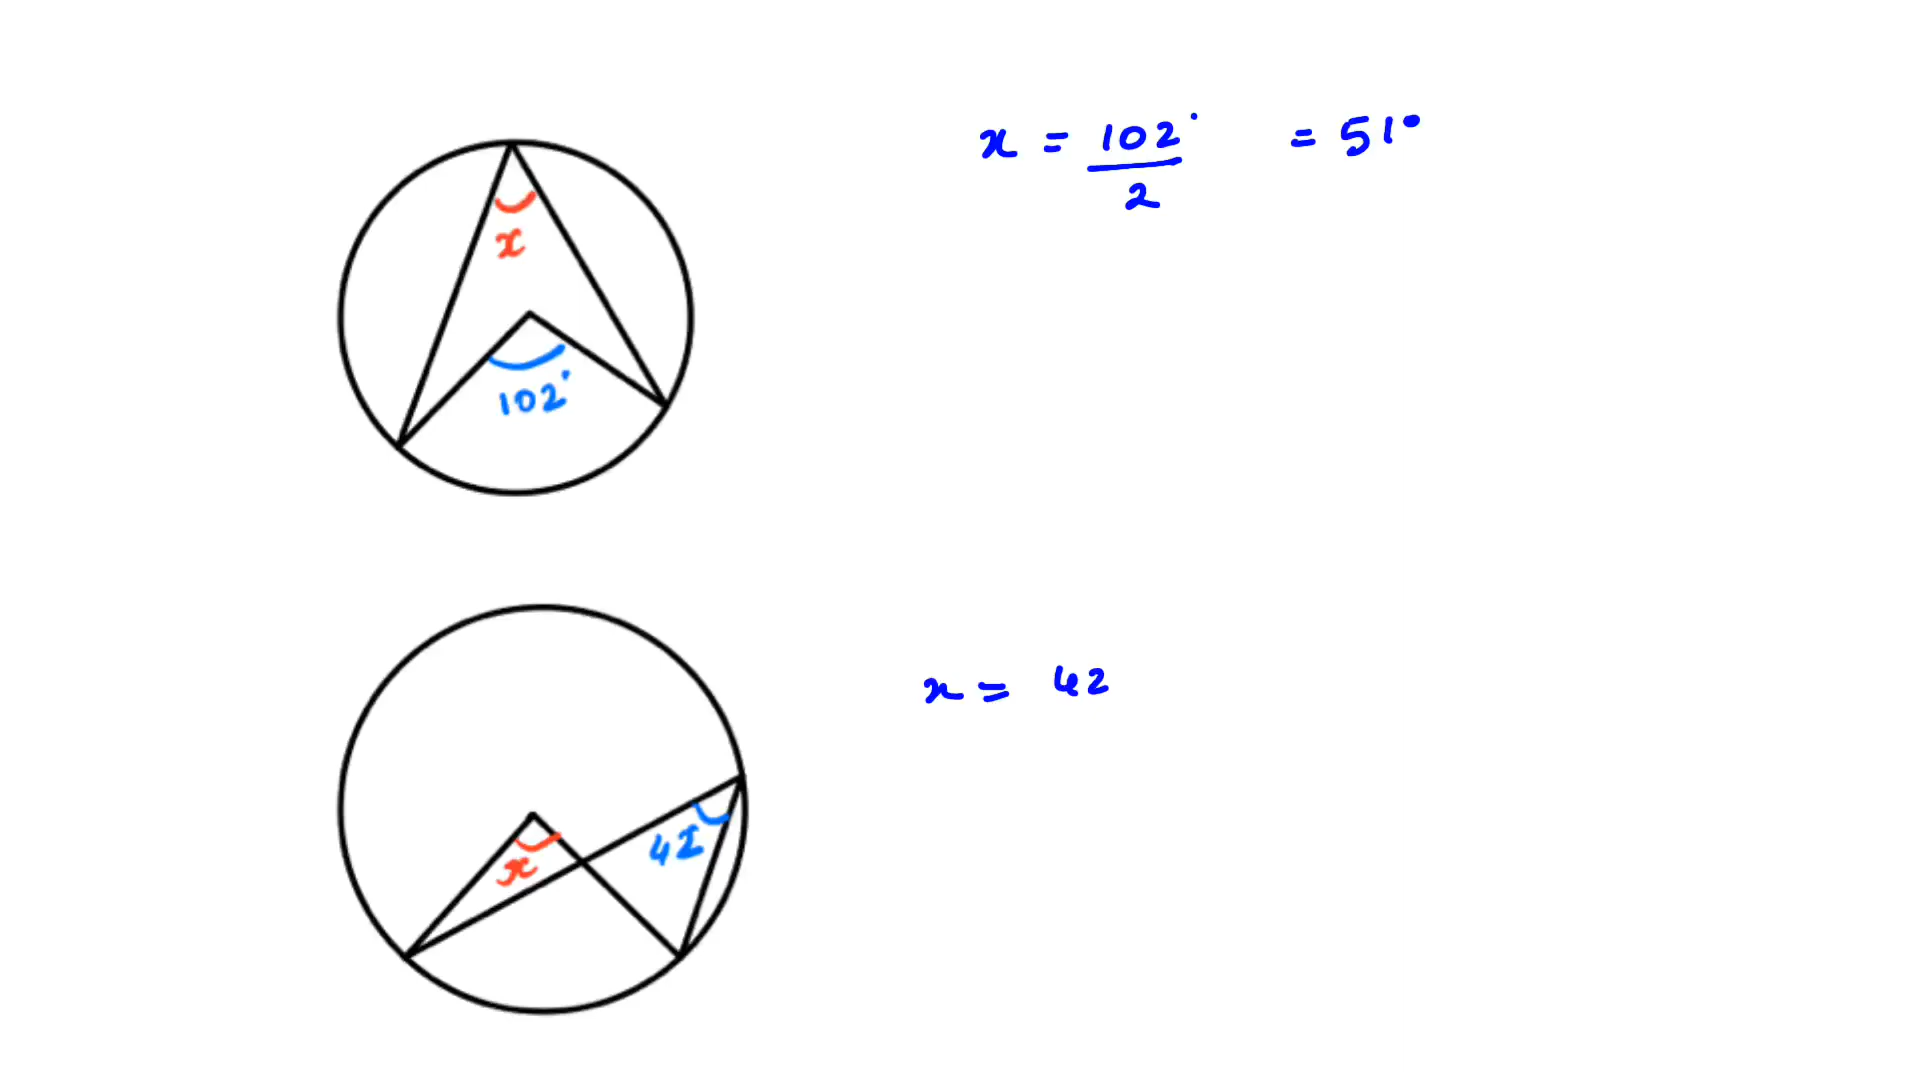 x = 102° = 51°
2
x
102°
x = 42
42
x